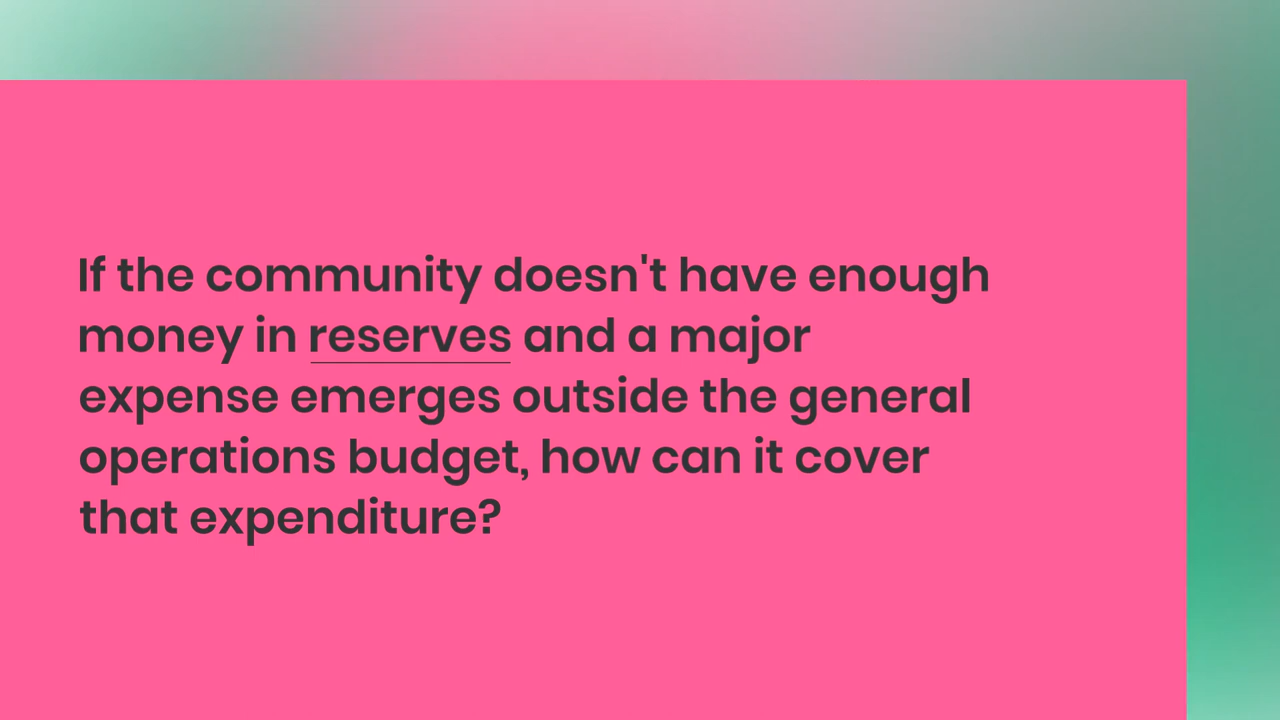 If the community doesn't have enough
money in reserves and a major
expense emerges outside the general
operations budget, how can it cover
that expenditure?